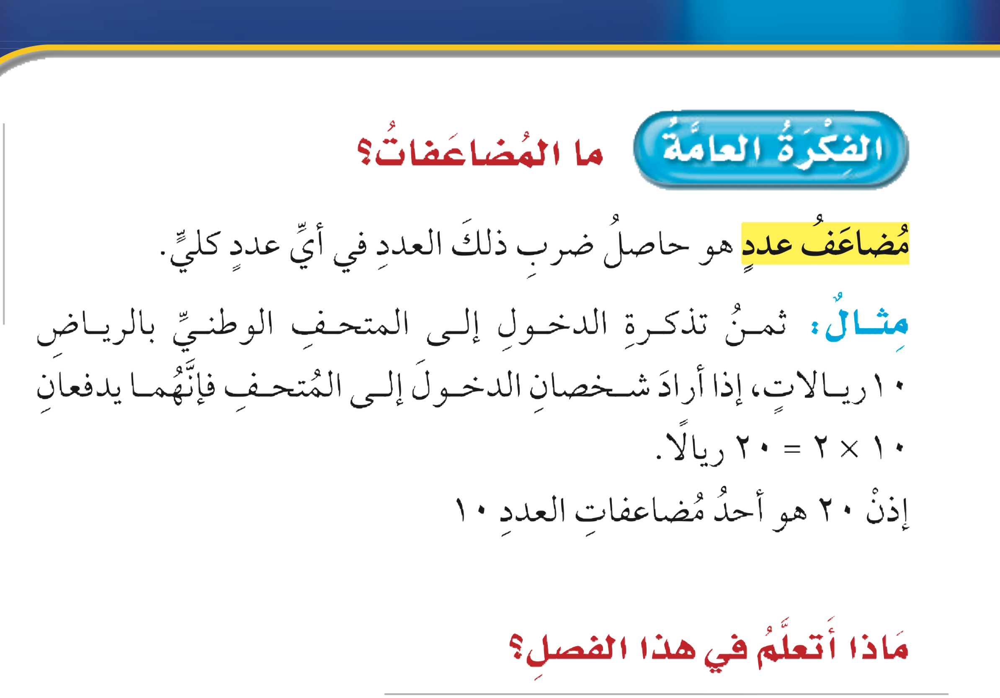 الفِكْرَةُ العامَّةُ ما المُضاعَفاتُ؟
مُضاعَفُ عددٍ هو حاصلُ ضربِ ذلكَ العددِ في أيِّ عددٍ كليٍّ.
مِثالٌ: ثمنُ تذكرةِ الدخولِ إلى المتحفِ الوطنيِّ بالرياضِ
١٠ ريالاتٍ، إذا أرادَ شخصانِ الدخولَ إلى المُتحفِ فإنَّهُما يدفعانِ
١٠ × ٢ = ٢٠ ريالًا.
إذنْ ٢٠ هو أحدُ مُضاعفاتِ العددِ ١٠
مَاذا أَتعلَّمُ في هذا الفصلِ؟